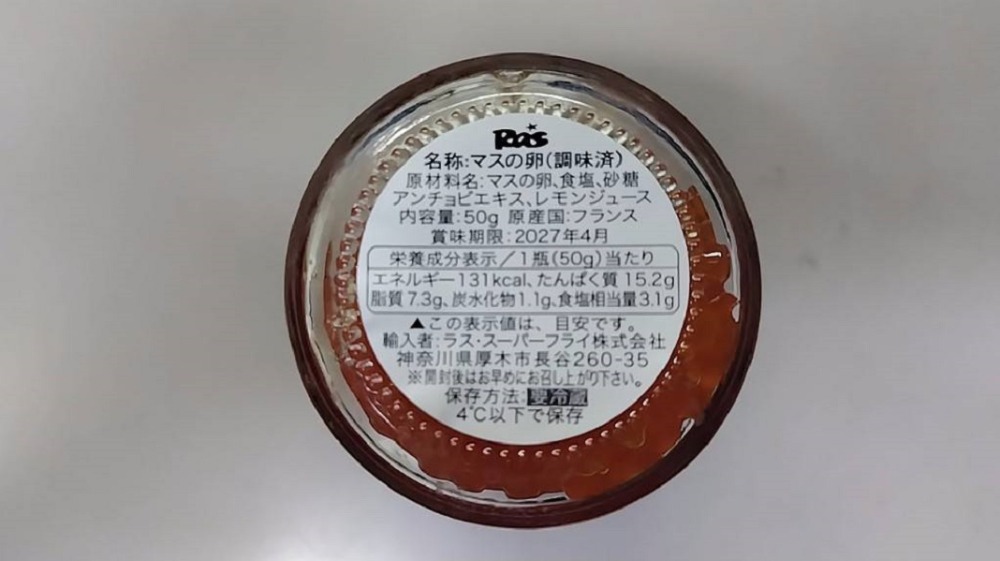 Ra's
名称:マスの卵(調味済)
原材料名:マスの卵、食塩、砂糖
アンチョビエキス、レモンジュース
内容量:50g 原産国:フランス
賞味期限:2027年4月
栄養成分表示/1瓶(50g)当たり
エネルギー131kcal、たんぱく質 15.2g
脂質7.3g、炭水化物1.1g、食塩相当量3.1g
▲この表示値は、目安です。
輸入者:ラス・スーパーフライ株式会社
神奈川県厚木市長谷260-35
※開封後はお早めにお召し上がり下さい。
保存方法:要冷蔵
4℃以下で保存